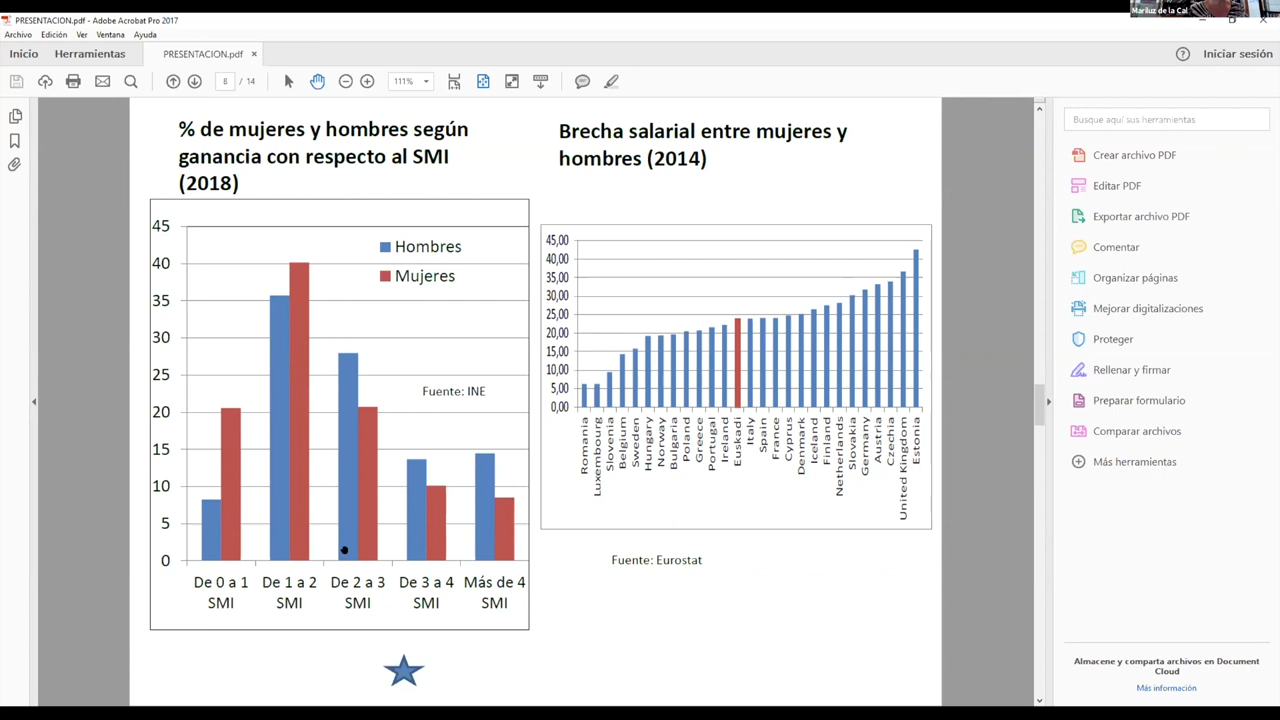 Mariluz de la Cal
PRESENTACION.pdf - Adobe Acrobat Pro 2017
Archivo Edición Ver Ventana Ayuda
Inicio Herramientas PRESENTACION.pdf × Iniciar sesión
8 / 14 111%
% de mujeres y hombres según
ganancia con respecto al SMI
(2018)
45
40
35
30
25
20
15
10
5
0
Hombres
Mujeres
Fuente: INE
De 0 a 1 De 1 a 2 De 2 a 3 De 3 a 4 Más de 4
SMI SMI SMI SMI SMI
Brecha salarial entre mujeres y
hombres (2014)
45,00
40,00
35,00
30,00
25,00
20,00
15,00
10,00
5,00
0,00
Romania
Luxembourg
Slovenia
Belgium
Sweden
Hungary
Norway
Bulgaria
Poland
Greece
Portugal
Ireland
Euskadi
Italy
Spain
France
Cyprus
Denmark
Iceland
Finland
Netherlands
Slovakia
Germany
Austria
Czechia
United Kingdom
Estonia
Fuente: Eurostat
Busque aquí sus herramientas
Crear archivo PDF
Editar PDF
Exportar archivo PDF
Comentar
Organizar páginas
Mejorar digitalizaciones
Proteger
Rellenar y firmar
Preparar formulario
Comparar archivos
Más herramientas
Almacene y comparta archivos en Document
Cloud
Más información